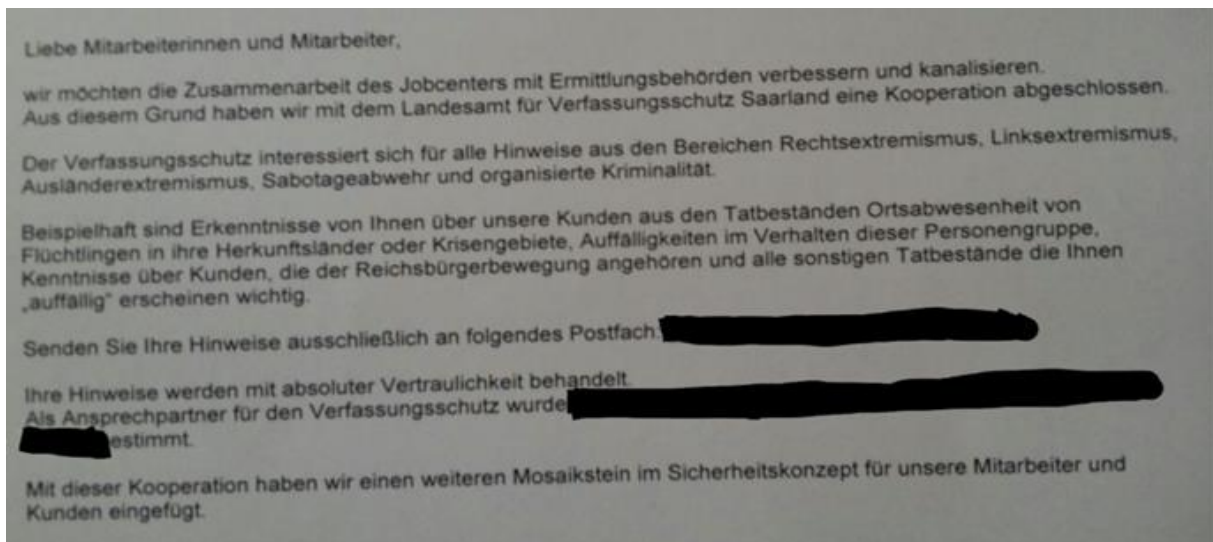 Liebe Mitarbeiterinnen und Mitarbeiter,
wir möchten die Zusammenarbeit des Jobcenters mit Ermittlungsbehörden verbessern und kanalisieren.
Aus diesem Grund haben wir mit dem Landesamt für Verfassungsschutz Saarland eine Kooperation abgeschlossen.
Der Verfassungsschutz interessiert sich für alle Hinweise aus den Bereichen Rechtsextremismus, Linksextremismus,
Ausländerextremismus, Sabotageabwehr und organisierte Kriminalität.
Beispielhaft sind Erkenntnisse von Ihnen über unsere Kunden aus den Tatbeständen Ortsabwesenheit von
Flüchtlingen in ihre Herkunftsländer oder Krisengebiete, Auffälligkeiten im Verhalten dieser Personengruppe,
Kenntnisse über Kunden, die der Reichsbürgerbewegung angehören und alle sonstigen Tatbestände die Ihnen
„auffällig“ erscheinen wichtig.
Senden Sie Ihre Hinweise ausschließlich an folgendes Postfach:
Ihre Hinweise werden mit absoluter Vertraulichkeit behandelt.
Als Ansprechpartner für den Verfassungsschutz wurde
estimmt.
Mit dieser Kooperation haben wir einen weiteren Mosaikstein im Sicherheitskonzept für unsere Mitarbeiter und
Kunden eingefügt.